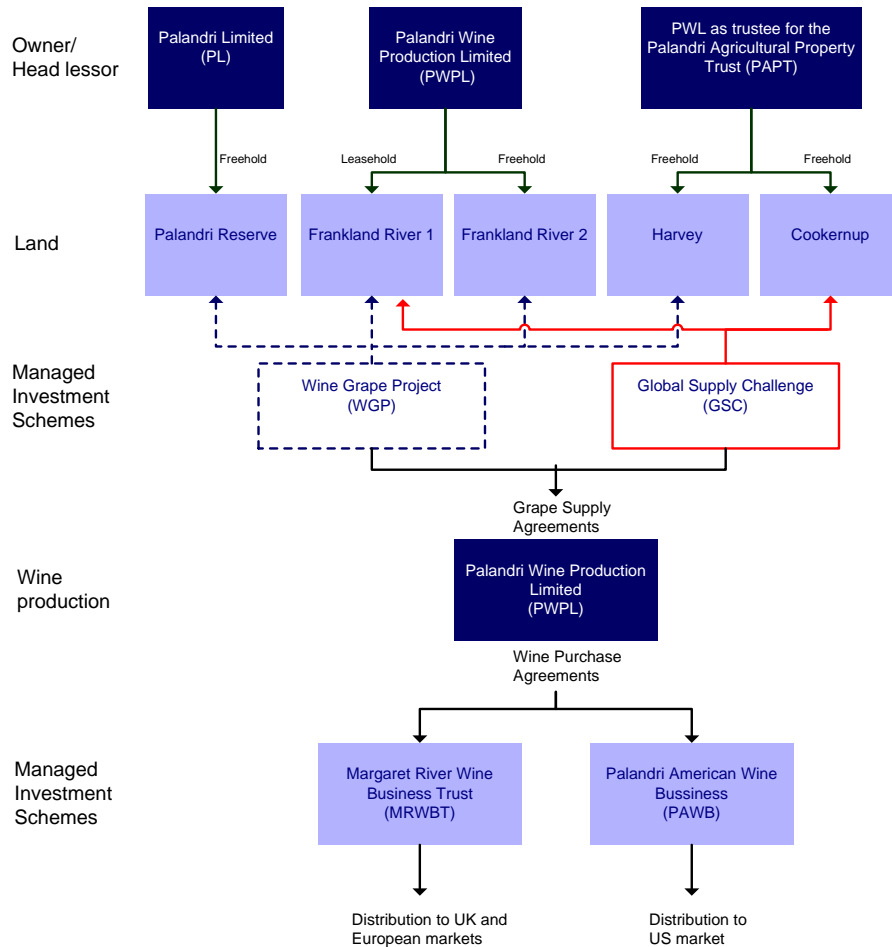 Owner/
Head lessor
Palandri Limited
(PL)
Palandri Wine
Production Limited
(PWPL)
PWL as trustee for the
Palandri Agricultural Property
Trust (PAPT)
Freehold
Leasehold
Freehold
Freehold
Freehold
Land
Palandri Reserve
Frankland River 1
Frankland River 2
Harvey
Cookernup
Managed
Investment
Schemes
Wine Grape Project
(WGP)
Global Supply Challenge
(GSC)
Grape Supply
Agreements
Wine
production
Palandri Wine Production
Limited
(PWPL)
Wine Purchase
Agreements
Managed
Investment
Schemes
Margaret River Wine
Business Trust
(MRWBT)
Palandri American Wine
Bussiness
(PAWB)
Distribution to UK and
European markets
Distribution to
US market